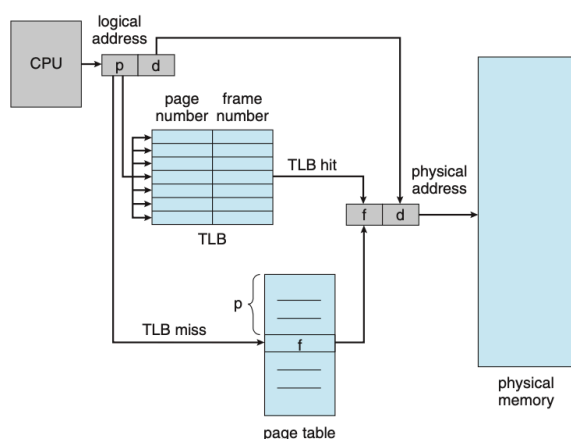 logical
address
CPU
p
d
page
number
frame
number
TLB hit
physical
address
f
d
TLB
p
TLB miss
f
physical
memory
page table